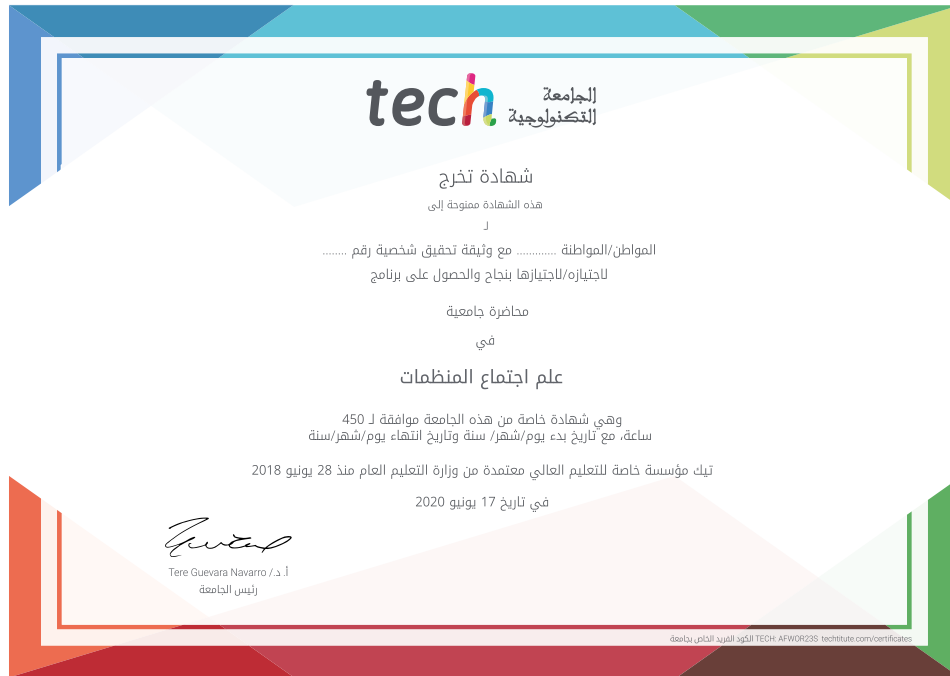 tech الجامعة
التكنولوجية
شهادة تخرج
هذه الشهادة ممنوحة إلى
لـ
المواطن/المواطنة ............ مع وثيقة تحقيق شخصية رقم ........
لاجتيازه/لاجتيازها بنجاح والحصول على برنامج
محاضرة جامعية
في
علم اجتماع المنظمات
وهي شهادة خاصة من هذه الجامعة موافقة لـ 450
ساعة، مع تاريخ بدء يوم/شهر/ سنة وتاريخ انتهاء يوم/شهر/سنة
تيك مؤسسة خاصة للتعليم العالي معتمدة من وزارة التعليم العام منذ 28 يونيو 2018
في تاريخ 17 يونيو 2020
أ. د./ Tere Guevara Navarro
رئيس الجامعة
الكود الفريد الخاص بجامعة TECH: AFWOR23S techtitute.com/certificates